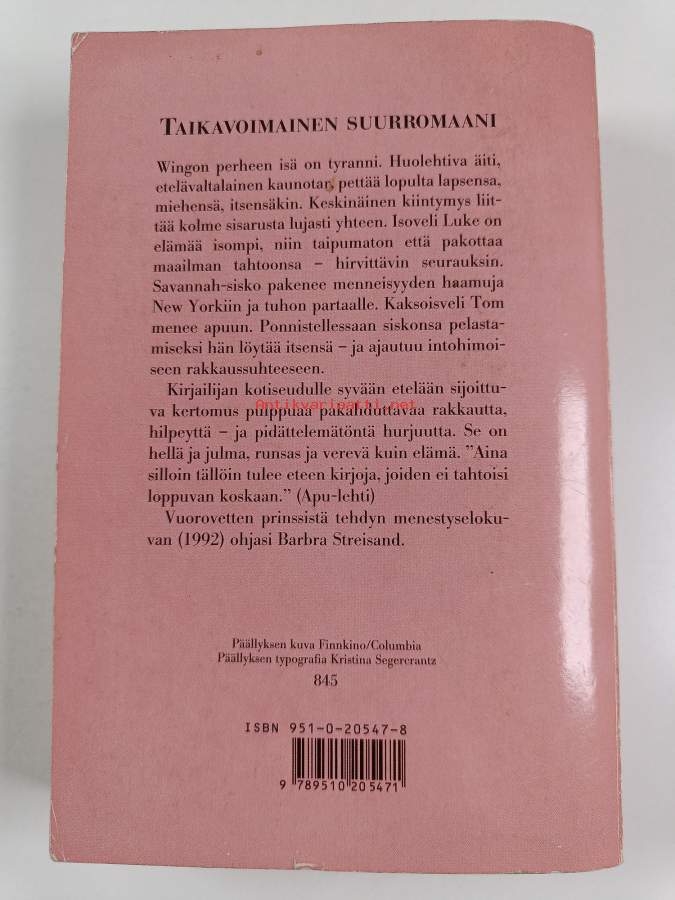 TAIKAVOIMAINEN SUURROMAANI
Wingon perheen isä on tyranni. Huolehtiva äiti,
etelävaltalainen kaunotar, pettää lopulta lapsensa,
miehensä, itsensäkin. Keskinäinen kiintymys liit-
tää kolme sisarusta lujasti yhteen. Isoveli Luke on
elämää isompi, niin taipumaton että pakottaa
maailman tahtoonsa – hirvittävin seurauksin.
Savannah-sisko pakenee menneisyyden haamuja
New Yorkiin ja tuhon partaalle. Kaksoisveli Tom
menee apuun. Ponnistellessaan siskonsa pelasta-
miseksi hän löytää itsensä – ja ajautuu intohimoi-
seen rakkaussuhteeseen.
Kirjailijan kotiseudulle syvään etelään sijoittu-
va kertomus pulppuaa pakahduttavaa rakkautta,
Antikvariaatti.net
hilpeyttä – ja pidättelemätöntä hurjuutta. Se on
hellä ja julma, runsas ja verevä kuin elämä. ”Aina
silloin tällöin tulee eteen kirjoja, joiden ei tahtoisi
loppuvan koskaan.” (Apu-lehti)
Vuorovetten prinssistä tehdyn menestyseloku-
van (1992) ohjasi Barbra Streisand.
Päällyksen kuva Finnkino/Columbia
Päällyksen typografia Kristina Segercrantz
845
ISBN 951-0-20547-8
9 789510 205471